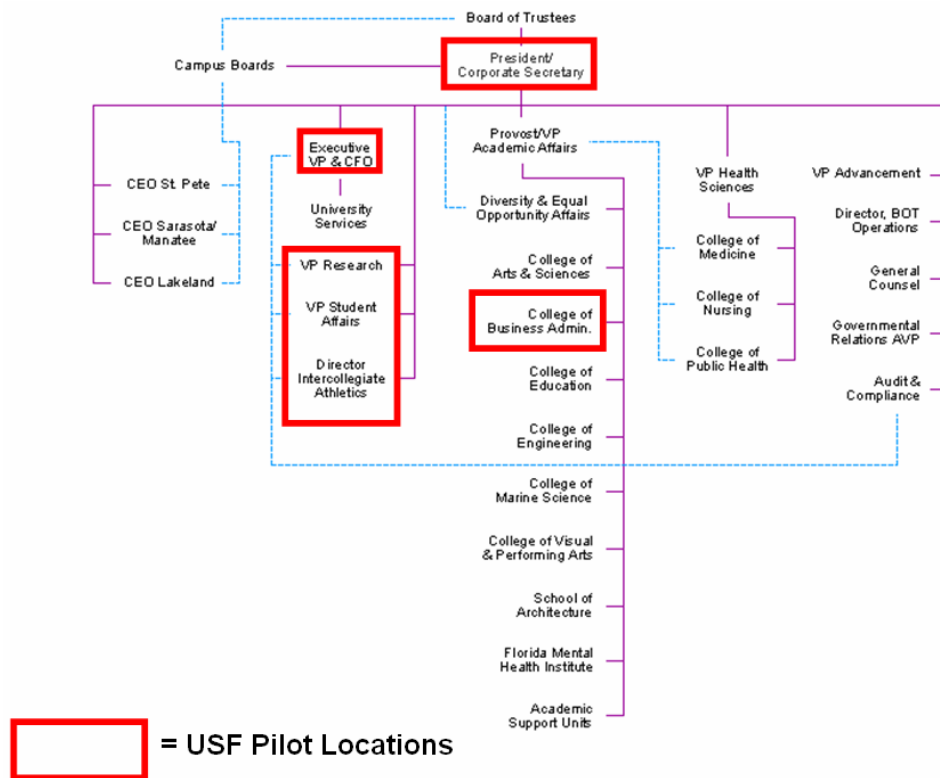 Board of Trustees
Campus Boards
President/
Corporate Secretary
Executive
VP & CFO
Provost/VP
Academic Affairs
CEO St. Pete
CEO Sarasota/
Manatee
CEO Lakeland
University
Services
VP Research
VP Student
Affairs
Director
Intercollegiate
Athletics
Diversity & Equal
Opportunity Affairs
College of
Arts & Sciences
College of
Business Admin.
College of
Education
College of
Engineering
College of
Marine Science
College of Visual
& Performing Arts
School of
Architecture
Florida Mental
Health Institute
Academic
Support Units
VP Health
Sciences
College of
Medicine
College of
Nursing
College of
Public Health
VP Advancement
Director, BOT
Operations
General
Counsel
Governmental
Relations AVP
Audit &
Compliance
= USF Pilot Locations